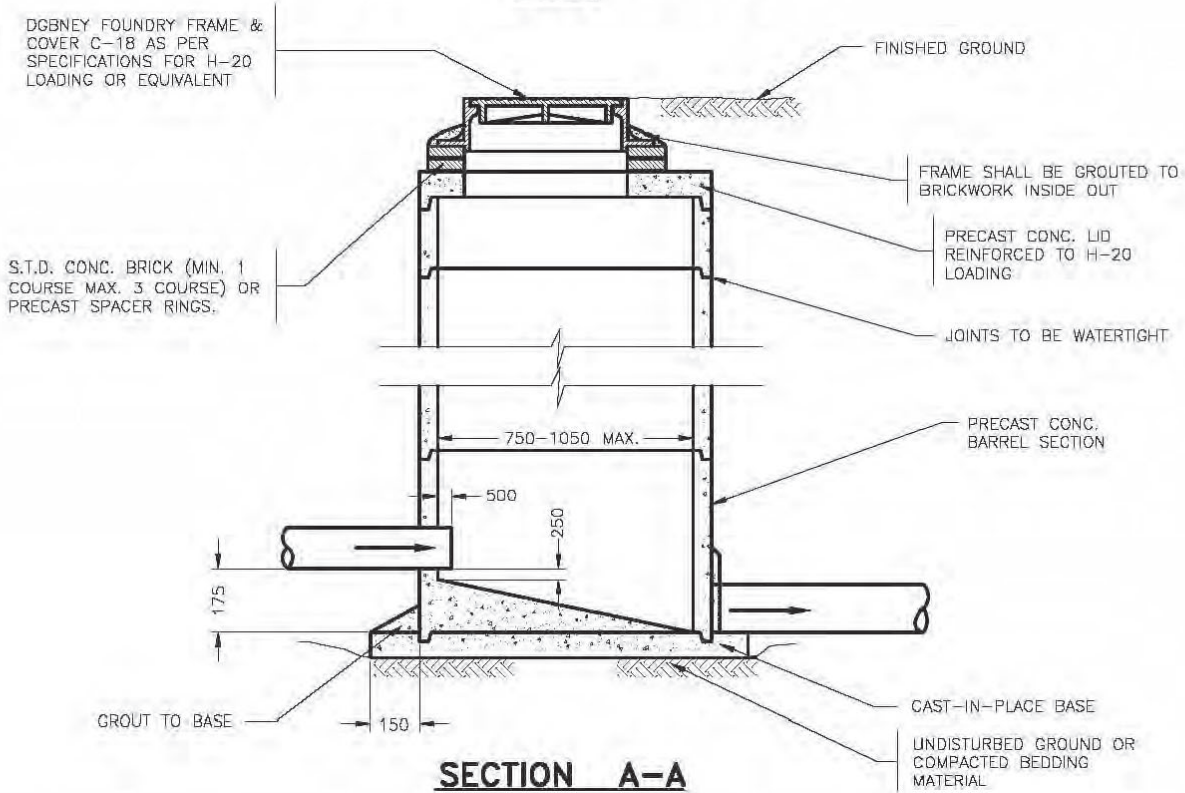 DGBNEY FOUNDRY FRAME &
COVER C-18 AS PER
SPECIFICATIONS FOR H-20
LOADING OR EQUIVALENT
FINISHED GROUND
FRAME SHALL BE GROUTED TO
BRICKWORK INSIDE OUT
PRECAST CONC. LID
REINFORCED TO H-20
LOADING
S.T.D. CONC. BRICK (MIN. 1
COURSE MAX. 3 COURSE) OR
PRECAST SPACER RINGS.
JOINTS TO BE WATERTIGHT
750-1050 MAX.
PRECAST CONC.
BARREL SECTION
500
250
175
GROUT TO BASE
150
CAST-IN-PLACE BASE
UNDISTURBED GROUND OR
COMPACTED BEDDING
MATERIAL
SECTION A-A